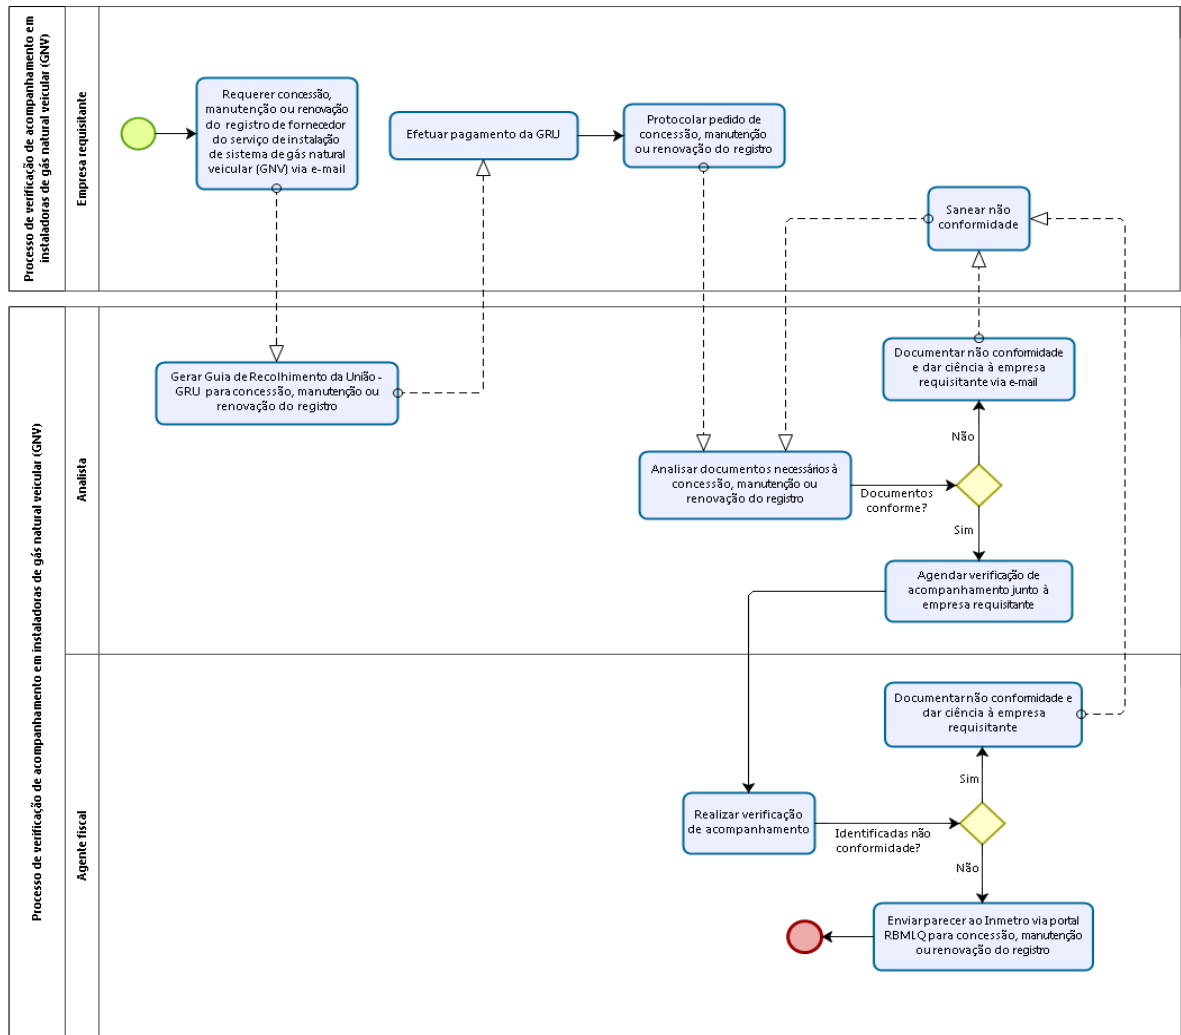 Processo de verificação de acompanhamento em
instaladoras de gás natural veicular (GNV)
Empresa requisitante
Requerer concessão,
manutenção ou renovação
do registro de fornecedor
do serviço de instalação
de sistema de gás natural
veicular (GNV) via e-mail
Efetuar pagamento da GRU
Protocolar pedido de
concessão, manutenção
ou renovação do registro
Sanear não
conformidade
Processo de verificação de acompanhamento em instaladoras de gás natural veicular (GNV)
Analista
Gerar Guia de Recolhimento da União -
GRU para concessão, manutenção ou
renovação do registro
Documentar não conformidade
e dar ciência à empresa
requisitante via e-mail
Não
Analisar documentos necessários à
concessão, manutenção ou
renovação do registro
Documentos
conforme?
Sim
Agendar verificação de
acompanhamento junto à
empresa requisitante
Agente fiscal
Documentar não conformidade e
dar ciência à empresa
requisitante
Sim
Realizar verificação
de acompanhamento
Identificadas não
conformidade?
Não
Enviar parecer ao Inmetro via portal
RBMLQ para concessão, manutenção
ou renovação do registro